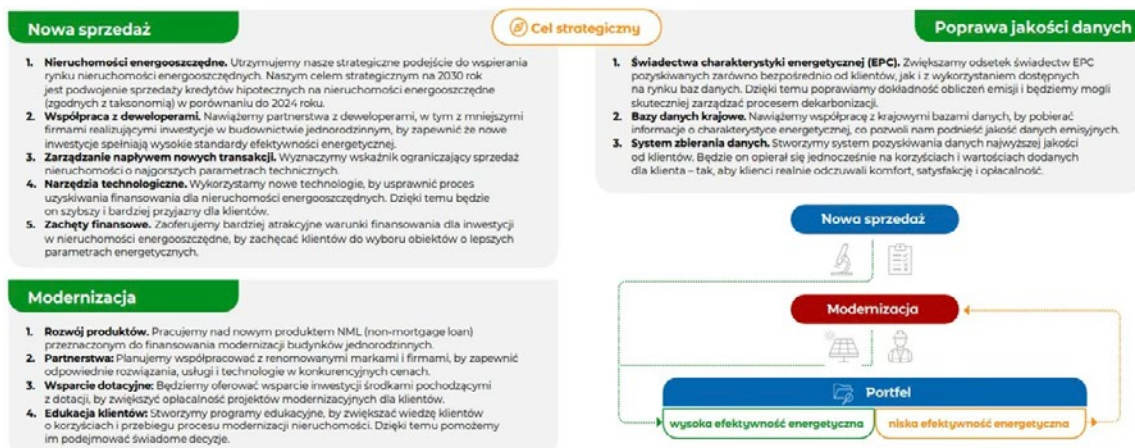 Nowa sprzedaż
Cel strategiczny
1. Nieruchomości energooszczędne. Utrzymujemy nasze strategiczne podejście do wspierania
rynku nieruchomości energooszczędnych. Naszym celem strategicznym na 2030 rok
jest podwojenie sprzedaży kredytów hipotecznych na nieruchomości energooszczędne
(zgodnych z taksonomią) w porównaniu do 2024 roku.
2. Współpraca z deweloperami. Nawiążemy partnerstwa z deweloperami, w tym z mniejszymi
firmami realizującymi inwestycje w budownictwie jednorodzinnym, by zapewnić że nowe
inwestycje spełniają wysokie standardy efektywności energetycznej.
3. Zarządzanie napływem nowych transakcji. Wyznaczymy wskaźnik ograniczający sprzedaż
nieruchomości o najgorszych parametrach technicznych.
4. Narzędzia technologiczne. Wykorzystamy nowe technologie, by usprawnić proces
uzyskiwania finansowania dla nieruchomości energooszczędnych. Dzięki temu będzie
on szybszy i bardziej przyjazny dla klientów.
5. Zachęty finansowe. Zaoferujemy bardziej atrakcyjne warunki finansowania dla inwestycji
w nieruchomości energooszczędne, by zachęcać klientów do wyboru obiektów o lepszych
parametrach energetycznych.
Modernizacja
1. Rozwój produktów. Pracujemy nad nowym produktem NML (non-mortgage loan)
przeznaczonym do finansowania modernizacji budynków jednorodzinnych.
2. Partnerstwa: Planujemy współpracować z renomowanymi markami i firmami, by zapewnić
odpowiednie rozwiązania, usługi i technologie w konkurencyjnych cenach.
3. Wsparcie dotacyjne: Będziemy oferować wsparcie inwestycji środkami pochodzącymi
z dotacji, by zwiększyć opłacalność projektów modernizacyjnych dla klientów.
4. Edukacja klientów: Stworzymy programy edukacyjne, by zwiększać wiedzę klientów
o korzyściach i przebiegu procesu modernizacji nieruchomości. Dzięki temu pomożemy
im podejmować świadome decyzje.
Poprawa jakości danych
1. Świadectwa charakterystyki energetycznej (EPC). Zwiększamy odsetek świadectw EPC
pozyskiwanych zarówno bezpośrednio od klientów, jak i z wykorzystaniem dostępnych
na rynku baz danych. Dzięki temu poprawiamy dokładność obliczeń emisji i będziemy mogli
skuteczniej zarządzać procesem dekarbonizacji.
2. Bazy danych krajowe. Nawiążemy współpracę z krajowymi bazami danych, by pobierać
informacje o charakterystyce energetycznej, co pozwoli nam podnieść jakość danych emisyjnych.
3. System zbierania danych. Stworzymy system pozyskiwania danych najwyższej jakości
od klientów. Będzie on opierał się jednocześnie na korzyściach i wartościach dodanych
dla klienta – tak, aby klienci realnie odczuwali komfort, satysfakcję i opłacalność.
Nowa sprzedaż
Modernizacja
Portfel
wysoka efektywność energetyczna
niska efektywność energetyczna